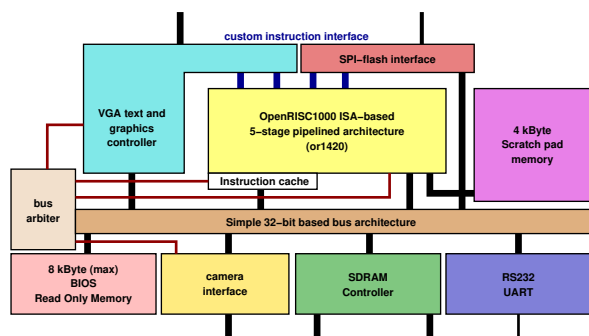 custom instruction interface
SPI−flash interface
VGA text and
graphics
controller
OpenRISC1000 ISA−based
5−stage pipelined architecture
(or1420)
4 kByte
Scratch pad
memory
Instruction cache
bus
arbiter
Simple 32−bit based bus architecture
8 kByte (max)
BIOS
Read Only Memory
camera
interface
SDRAM
Controller
RS232
UART